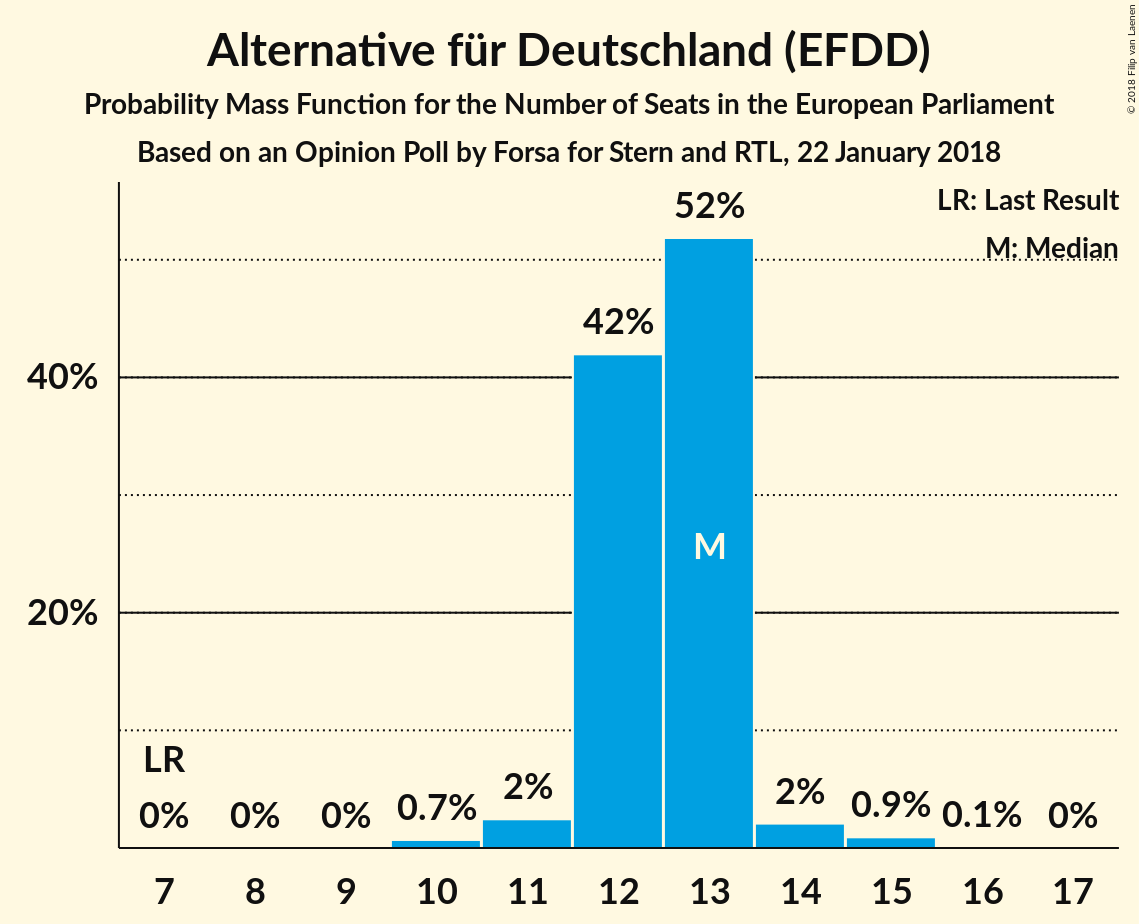 Alternative für Deutschland (EFDD)
Probability Mass Function for the Number of Seats in the European Parliament
Based on an Opinion Poll by Forsa for Stern and RTL, 22 January 2018
© 2018 Filip van Laenen
LR: Last Result
M: Median
52%
42%
40%
M
20%
LR
0% 0% 0% 0.7% 2% 2% 0.9% 0.1% 0%
7 8 9 10 11 12 13 14 15 16 17